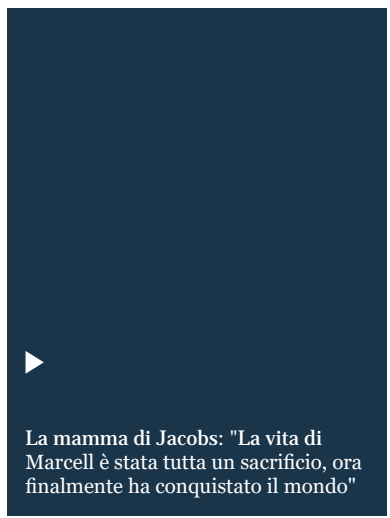 La mamma di Jacobs: "La vita di
Marcell è stata tutta un sacrificio, ora
finalmente ha conquistato il mondo"